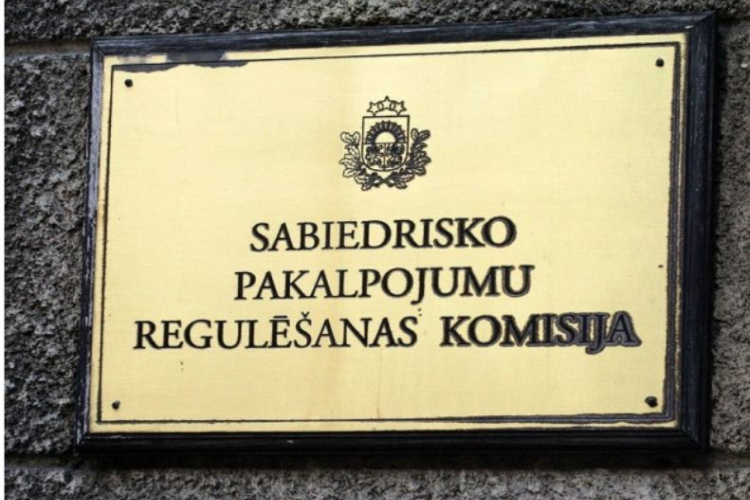 SABIEDRISKO
PAKALPOJUMU
REGULĒŠANAS KOMISIJA